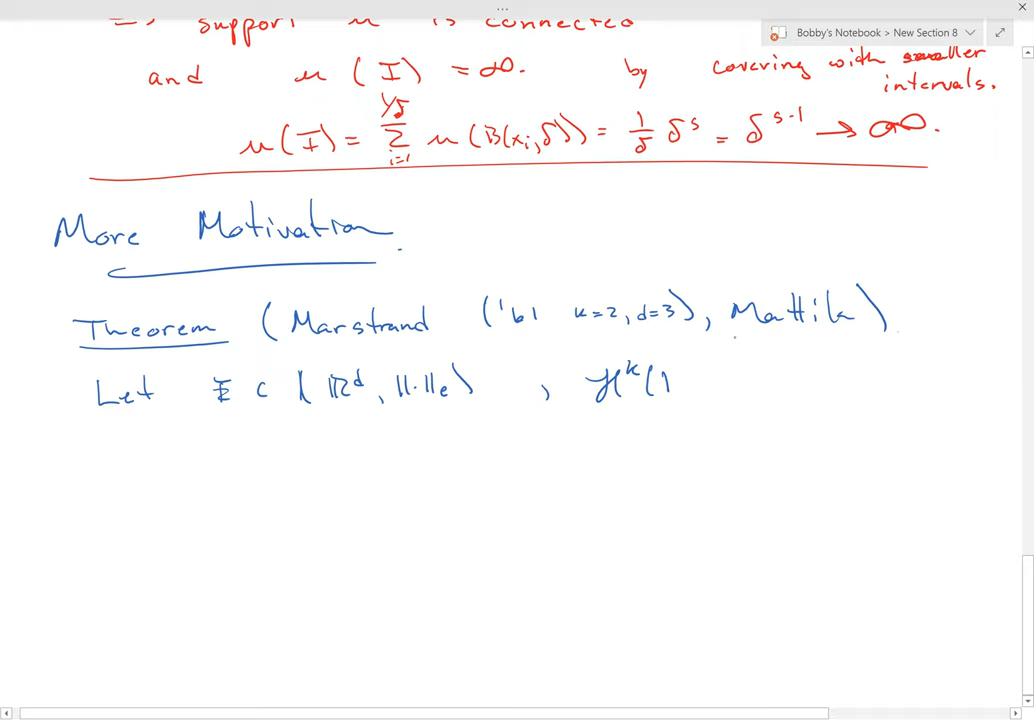 ...
Bobby's Notebook > New Section 8
=> support μ is connected
and μ(I) = ∞. by covering with smaller intervals.
μ(I) = Σ_{i=1}^{1/δ} μ(B(x_i, δ)) = 1/δ δ^s = δ^{s-1} → ∞.
More Motivation.
Theorem (Marstrand ('61 k=2, d=3), Mattila)
Let E ⊂ (ℝ^d, ||·||_e) , ℋ^k(